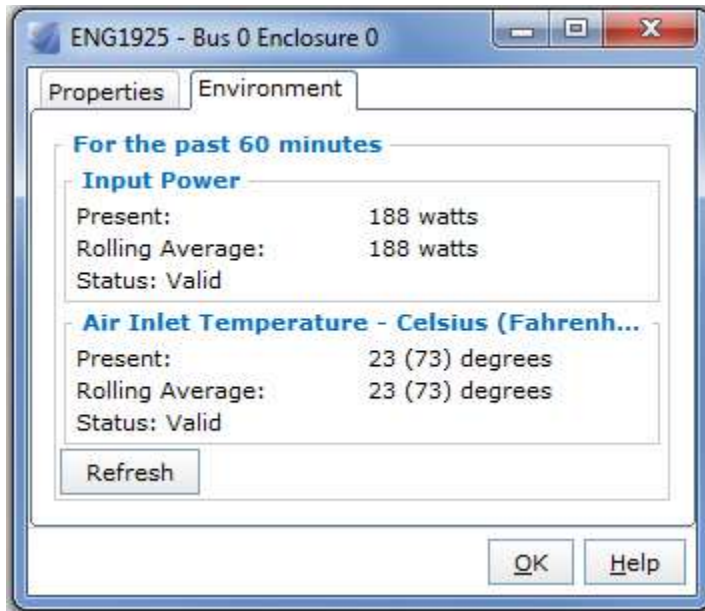 ENG1925 - Bus 0 Enclosure 0
Properties Environment
For the past 60 minutes
Input Power
Present: 188 watts
Rolling Average: 188 watts
Status: Valid
Air Inlet Temperature - Celsius (Fahrenh...
Present: 23 (73) degrees
Rolling Average: 23 (73) degrees
Status: Valid
Refresh
OK Help